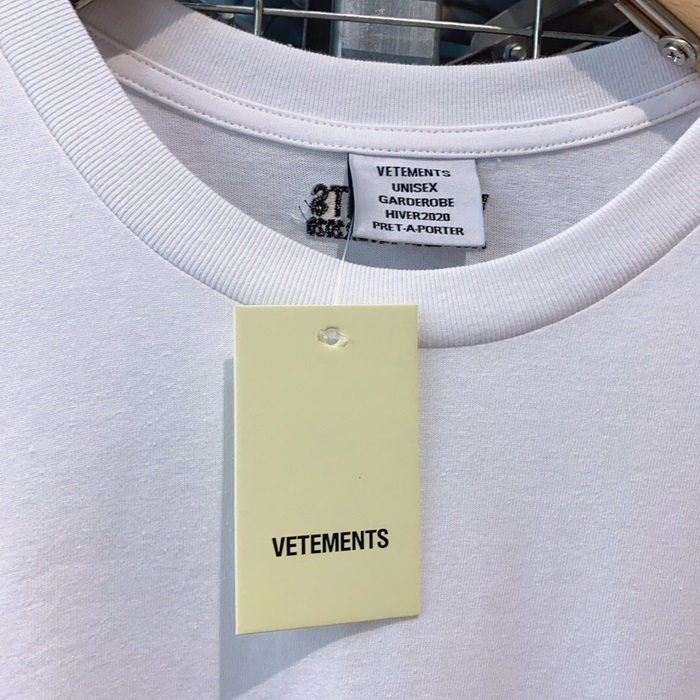 VETEMENTS
UNISEX
GARDEROBE
HIVER2020
PRET-A-PORTER
VETEMENTS